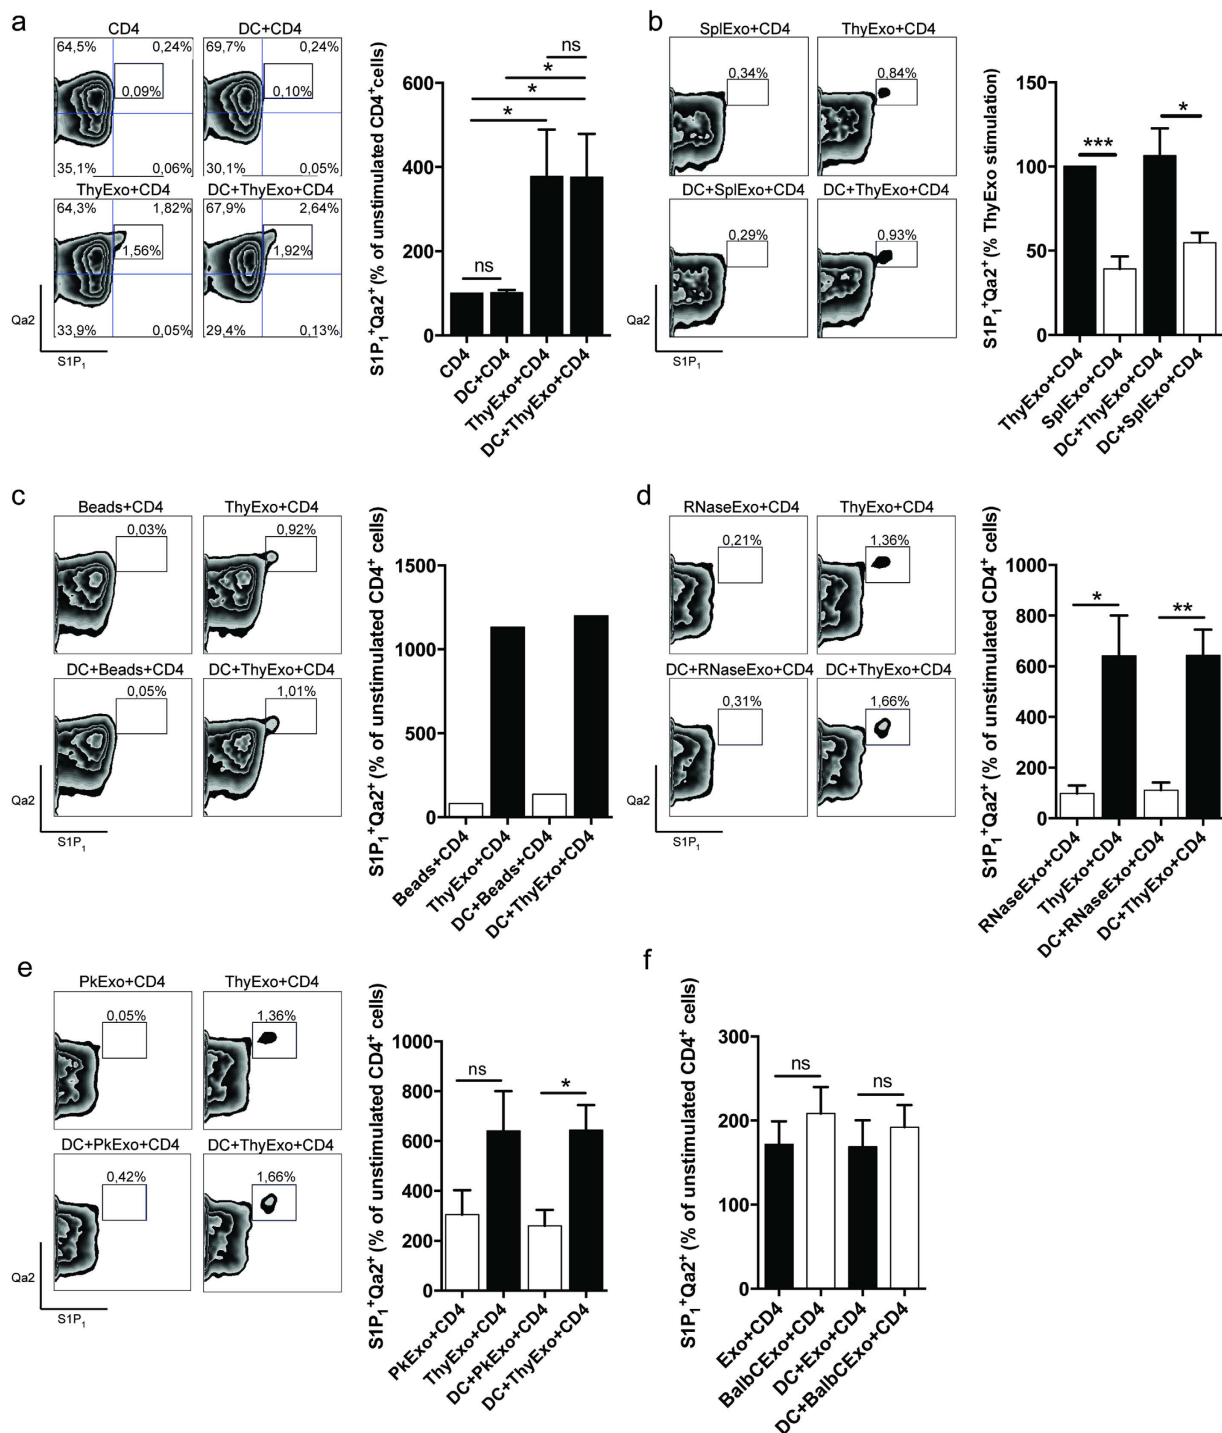 a
CD4
DC+CD4
64,5%
0,24%
69,7%
0,24%
0,09%
0,10%
35,1%
0,06%
30,1%
0,05%
ThyExo+CD4
DC+ThyExo+CD4
64,3%
1,82%
67,9%
2,64%
1,56%
1,92%
33,9%
0,05%
29,4%
0,13%
Qa2
S1P₁
S1P₁⁺Qa2⁺ (% of unstimulated CD4⁺cells)
600
400
200
0
ns
*
*
*
ns
CD4
DC+CD4
ThyExo+CD4
DC+ThyExo+CD4
b
SplExo+CD4
ThyExo+CD4
0,34%
0,84%
DC+SplExo+CD4
DC+ThyExo+CD4
0,29%
0,93%
Qa2
S1P₁
S1P₁⁺Qa2⁺ (% ThyExo stimulation)
150
100
50
0
***
*
ThyExo+CD4
SplExo+CD4
DC+ThyExo+CD4
DC+SplExo+CD4
c
Beads+CD4
ThyExo+CD4
0,03%
0,92%
DC+Beads+CD4
DC+ThyExo+CD4
0,05%
1,01%
Qa2
S1P₁
S1P₁⁺Qa2⁺ (% of unstimulated CD4⁺ cells)
1500
1000
500
0
Beads+CD4
ThyExo+CD4
DC+Beads+CD4
DC+ThyExo+CD4
d
RNaseExo+CD4
ThyExo+CD4
0,21%
1,36%
DC+RNaseExo+CD4
DC+ThyExo+CD4
0,31%
1,66%
Qa2
S1P₁
S1P₁⁺Qa2⁺ (% of unstimulated CD4⁺ cells)
1000
800
600
400
200
0
*
**
RNaseExo+CD4
ThyExo+CD4
DC+RNaseExo+CD4
DC+ThyExo+CD4
e
PkExo+CD4
ThyExo+CD4
0,05%
1,36%
DC+PkExo+CD4
DC+ThyExo+CD4
0,42%
1,66%
Qa2
S1P₁
S1P₁⁺Qa2⁺ (% of unstimulated CD4⁺ cells)
1000
800
600
400
200
0
ns
*
PkExo+CD4
ThyExo+CD4
DC+PkExo+CD4
DC+ThyExo+CD4
f
S1P₁⁺Qa2⁺ (% of unstimulated CD4⁺ cells)
300
200
100
0
ns
ns
Exo+CD4
BalbCExo+CD4
DC+Exo+CD4
DC+BalbCExo+CD4